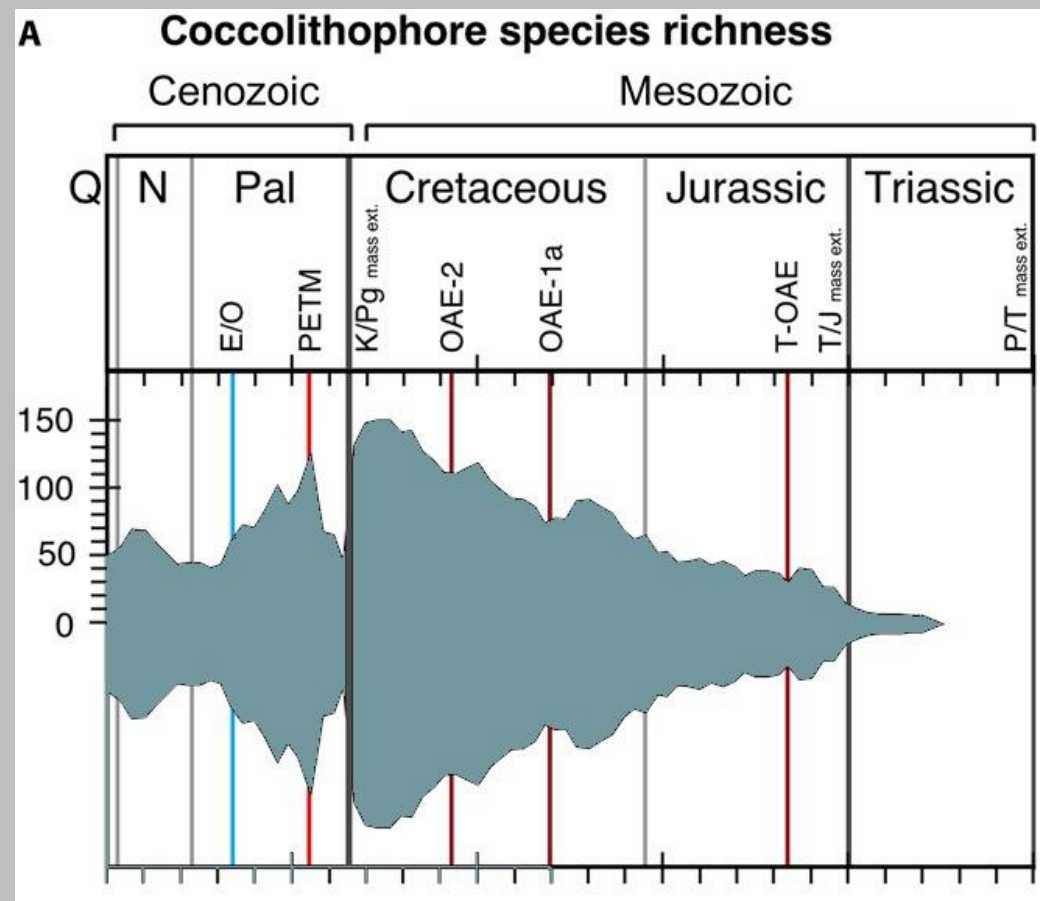 A
Coccolithophore species richness
Cenozoic
Mesozoic
Q
N
Pal
Cretaceous
Jurassic
Triassic
E/O
PETM
K/Pg mass ext.
OAE-2
OAE-1a
T-OAE
T/J mass ext.
P/T mass ext.
150
100
50
0